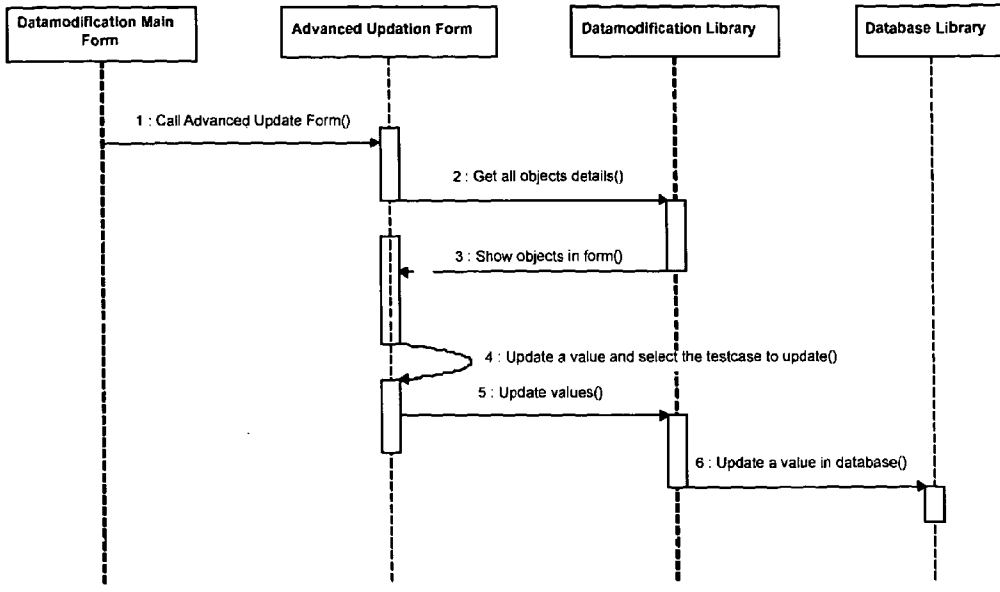 Datamodification Main
Form
Advanced Updation Form
Datamodification Library
Database Library
1 : Call Advanced Update Form()
2 : Get all objects details()
3 : Show objects in form()
4 : Update a value and select the testcase to update()
5 : Update values()
6 : Update a value in database()